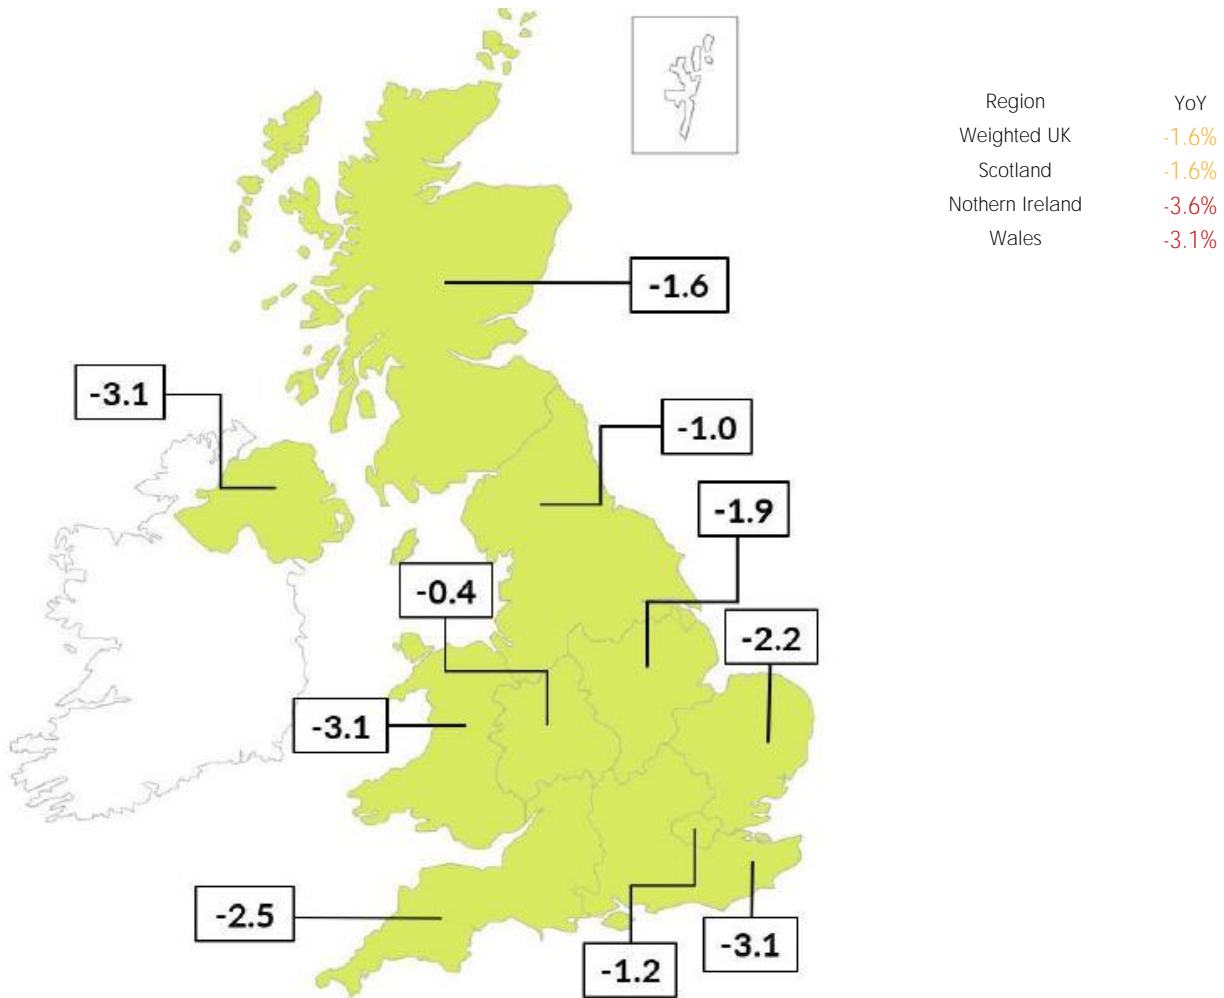 Region YoY
Weighted UK -1.6%
Scotland -1.6%
Nothern Ireland -3.6%
Wales -3.1%
-1.6
-3.1
-1.0
-1.9
-0.4
-2.2
-3.1
-2.5
-3.1
-1.2